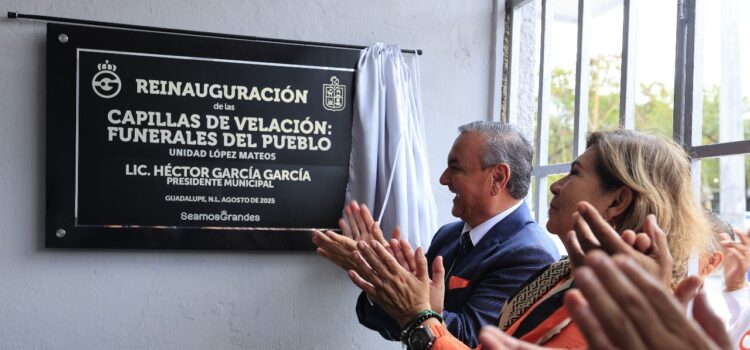 REINAUGURACIÓN
de las
CAPILLAS DE VELACIÓN:
FUNERALES DEL PUEBLO
UNIDAD LÓPEZ MATEOS
LIC. HÉCTOR GARCÍA GARCÍA
PRESIDENTE MUNICIPAL
GUADALUPE, N.L. AGOSTO DE 2025
SeamosGrandes